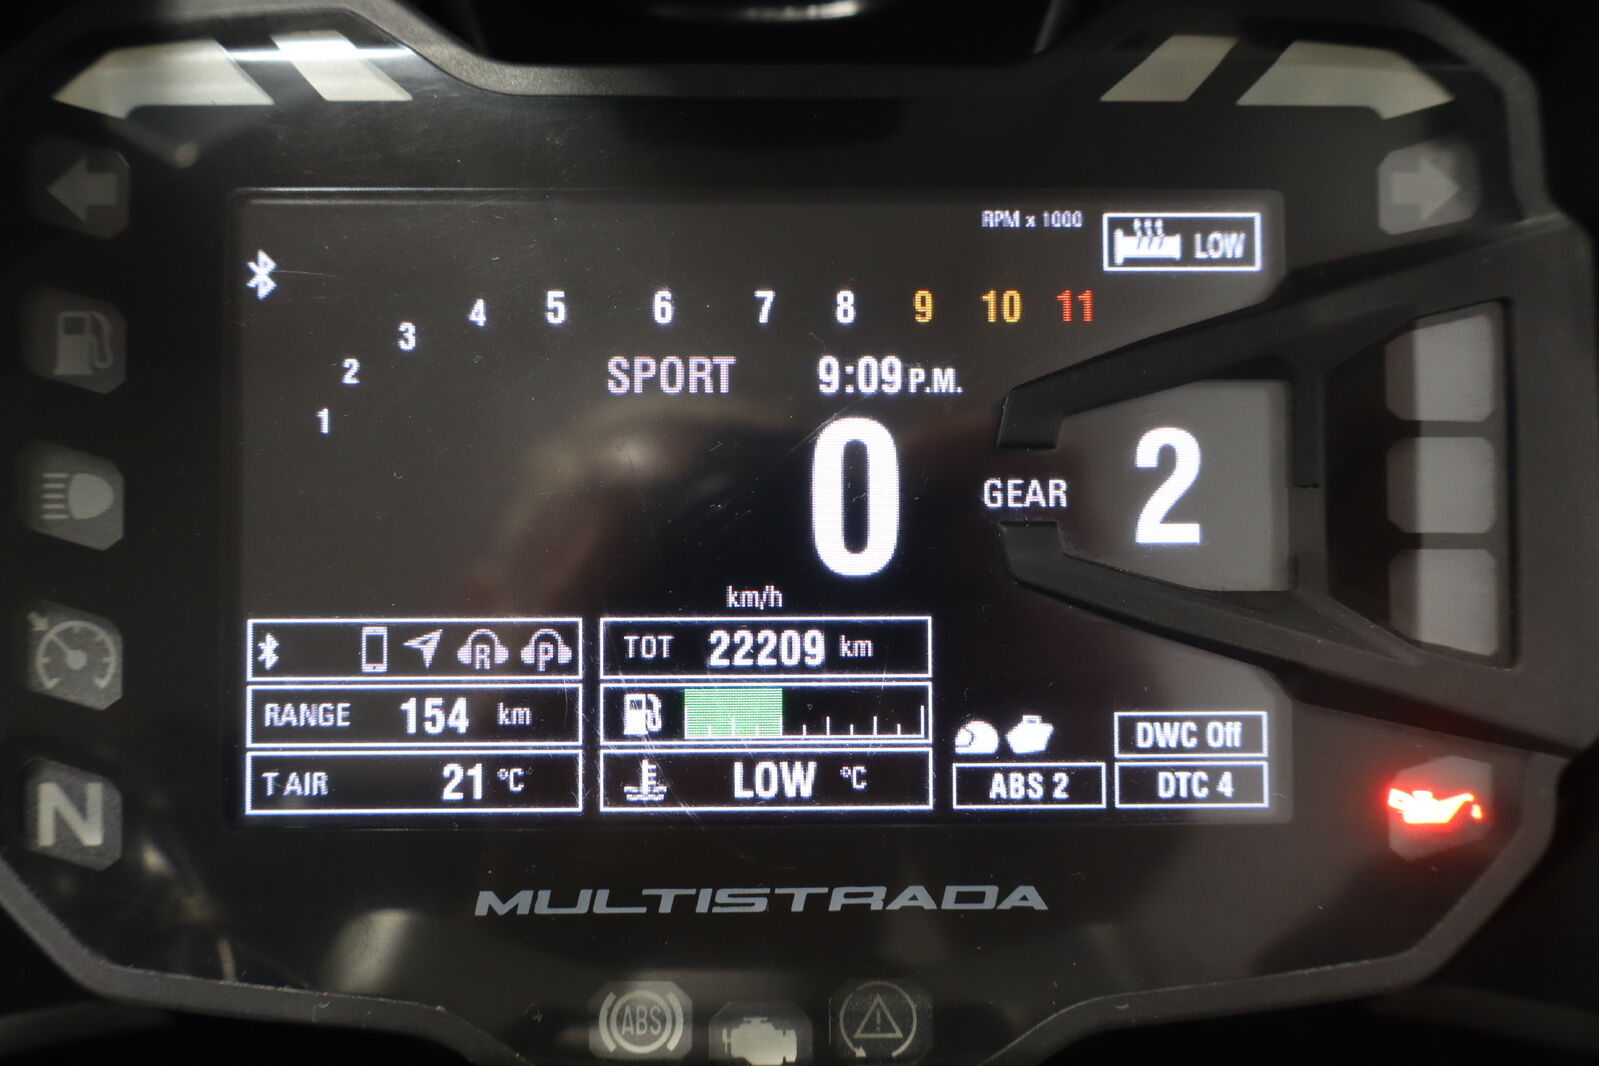 RPM x 1000
LOW
1 2 3 4 5 6 7 8 9 10 11
SPORT 9:09 P.M.
0
km/h
GEAR 2
R P
TOT 22209 km
RANGE 154 km
T AIR 21 °C
LOW °C
DWC Off
ABS 2
DTC 4
N
MULTISTRADA
ABS